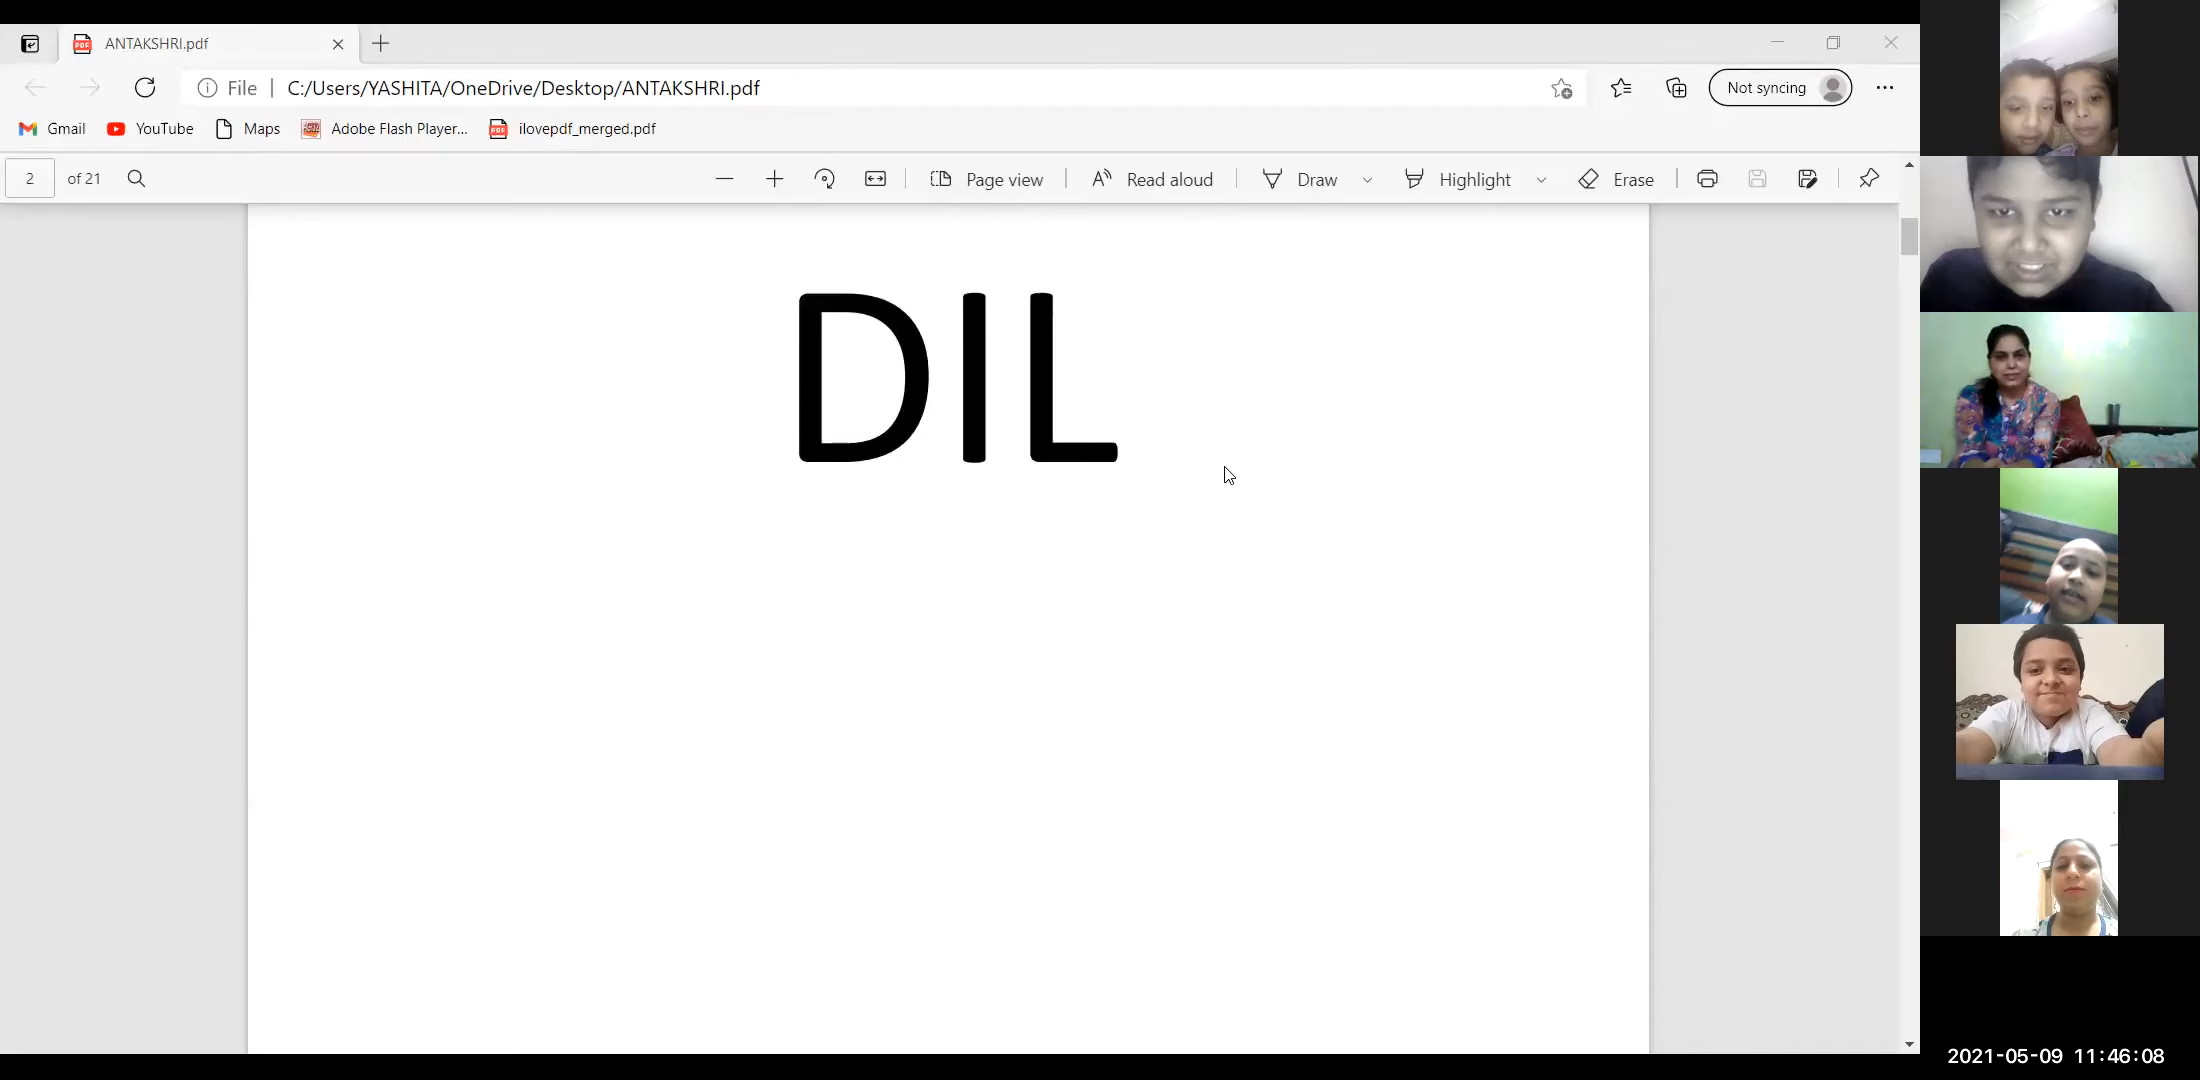 ANTAKSHRI.pdf
File C:/Users/YASHITA/OneDrive/Desktop/ANTAKSHRI.pdf Not syncing
Gmail YouTube Maps Adobe Flash Player... ilovepdf_merged.pdf
2 of 21 Page view Read aloud Draw Highlight Erase
DIL
2021-05-09 11:46:08